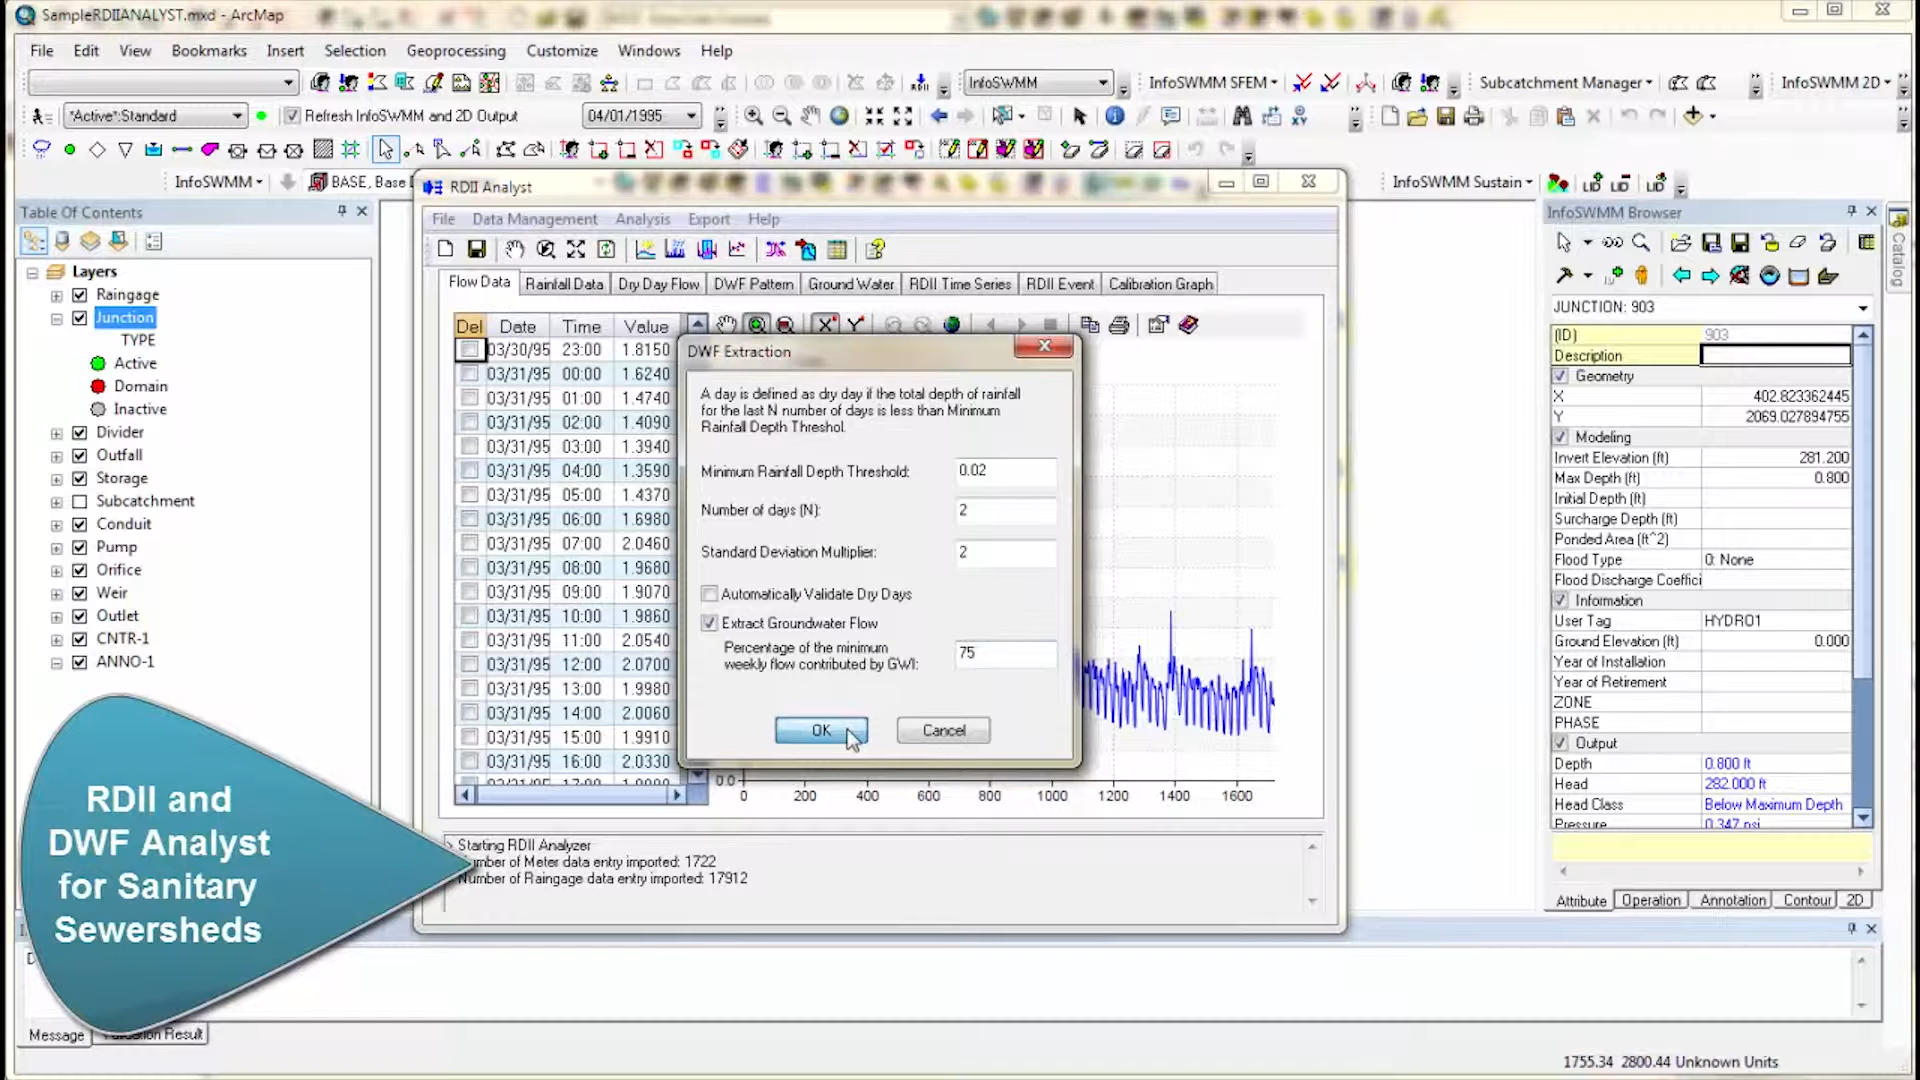 SampleRDIIANALYST.mxd - ArcMap
File Edit View Bookmarks Insert Selection Geoprocessing Customize Windows Help
InfoSWMM InfoSWMM SFEM Subcatchment Manager InfoSWMM 2D
*Active*:Standard Refresh InfoSWMM and 2D Output 04/01/1995
InfoSWMM BASE, Base InfoSWMM Sustain
Table Of Contents
Layers
Raingage
Junction
TYPE
Active
Domain
Inactive
Divider
Outfall
Storage
Subcatchment
Conduit
Pump
Orifice
Weir
Outlet
CNTR-1
ANNO-1
RDII Analyst
File Data Management Analysis Export Help
Flow Data Rainfall Data Dry Day Flow DWF Pattern Ground Water RDII Time Series RDII Event Calibration Graph
Del Date Time Value
03/30/95 23:00 1.8150
03/31/95 00:00 1.6240
03/31/95 01:00 1.4740
03/31/95 02:00 1.4090
03/31/95 03:00 1.3940
03/31/95 04:00 1.3590
03/31/95 05:00 1.4370
03/31/95 06:00 1.6980
03/31/95 07:00 2.0460
03/31/95 08:00 1.9680
03/31/95 09:00 1.9070
03/31/95 10:00 1.9860
03/31/95 11:00 2.0540
03/31/95 12:00 2.0700
03/31/95 13:00 1.9980
03/31/95 14:00 2.0060
03/31/95 15:00 1.9910
03/31/95 16:00 2.0330
DWF Extraction
A day is defined as dry day if the total depth of rainfall
for the last N number of days is less than Minimum
Rainfall Depth Threshol.
Minimum Rainfall Depth Threshold: 0.02
Number of days (N): 2
Standard Deviation Multiplier: 2
Automatically Validate Dry Days
Extract Groundwater Flow
Percentage of the minimum
weekly flow contributed by GWI: 75
OK Cancel
0.0
0 200 400 600 800 1000 1200 1400 1600
Starting RDII Analyzer
mber of Meter data entry imported: 1722
Number of Raingage data entry imported: 17912
RDII and
DWF Analyst
for Sanitary
Sewersheds
Message
InfoSWMM Browser
Catalog
JUNCTION: 903
(ID) 903
Description
Geometry
X 402.823362445
Y 2069.027894755
Modeling
Invert Elevation (ft) 281.200
Max Depth (ft) 0.800
Initial Depth (ft)
Surcharge Depth (ft)
Ponded Area (ft^2)
Flood Type 0: None
Flood Discharge Coeffici
Information
User Tag HYDRO1
Ground Elevation (ft) 0.000
Year of Installation
Year of Retirement
ZONE
PHASE
Output
Depth 0.800 ft
Head 282.000 ft
Head Class Below Maximum Depth
Pressure 0.347 psi
Attribute Operation Annotation Contour 2D
1755.34 2800.44 Unknown Units